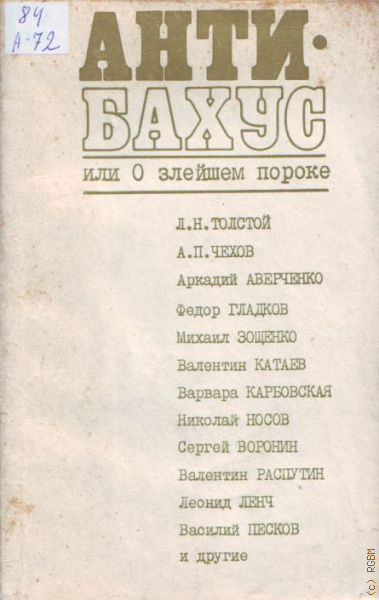 84
А-72
АНТИ·
БАХУС
или О злейшем пороке
Л.Н.ТОЛСТОЙ
А.П.ЧЕХОВ
Аркадий АВЕРЧЕНКО
Федор ГЛАДКОВ
Михаил ЗОЩЕНКО
Валентин КАТАЕВ
Варвара КАРБОВСКАЯ
Николай НОСОВ
Сергей ВОРОНИН
Валентин РАСПУТИН
Леонид ЛЕНЧ
Василий ПЕСКОВ
и другие
(c) RGBM